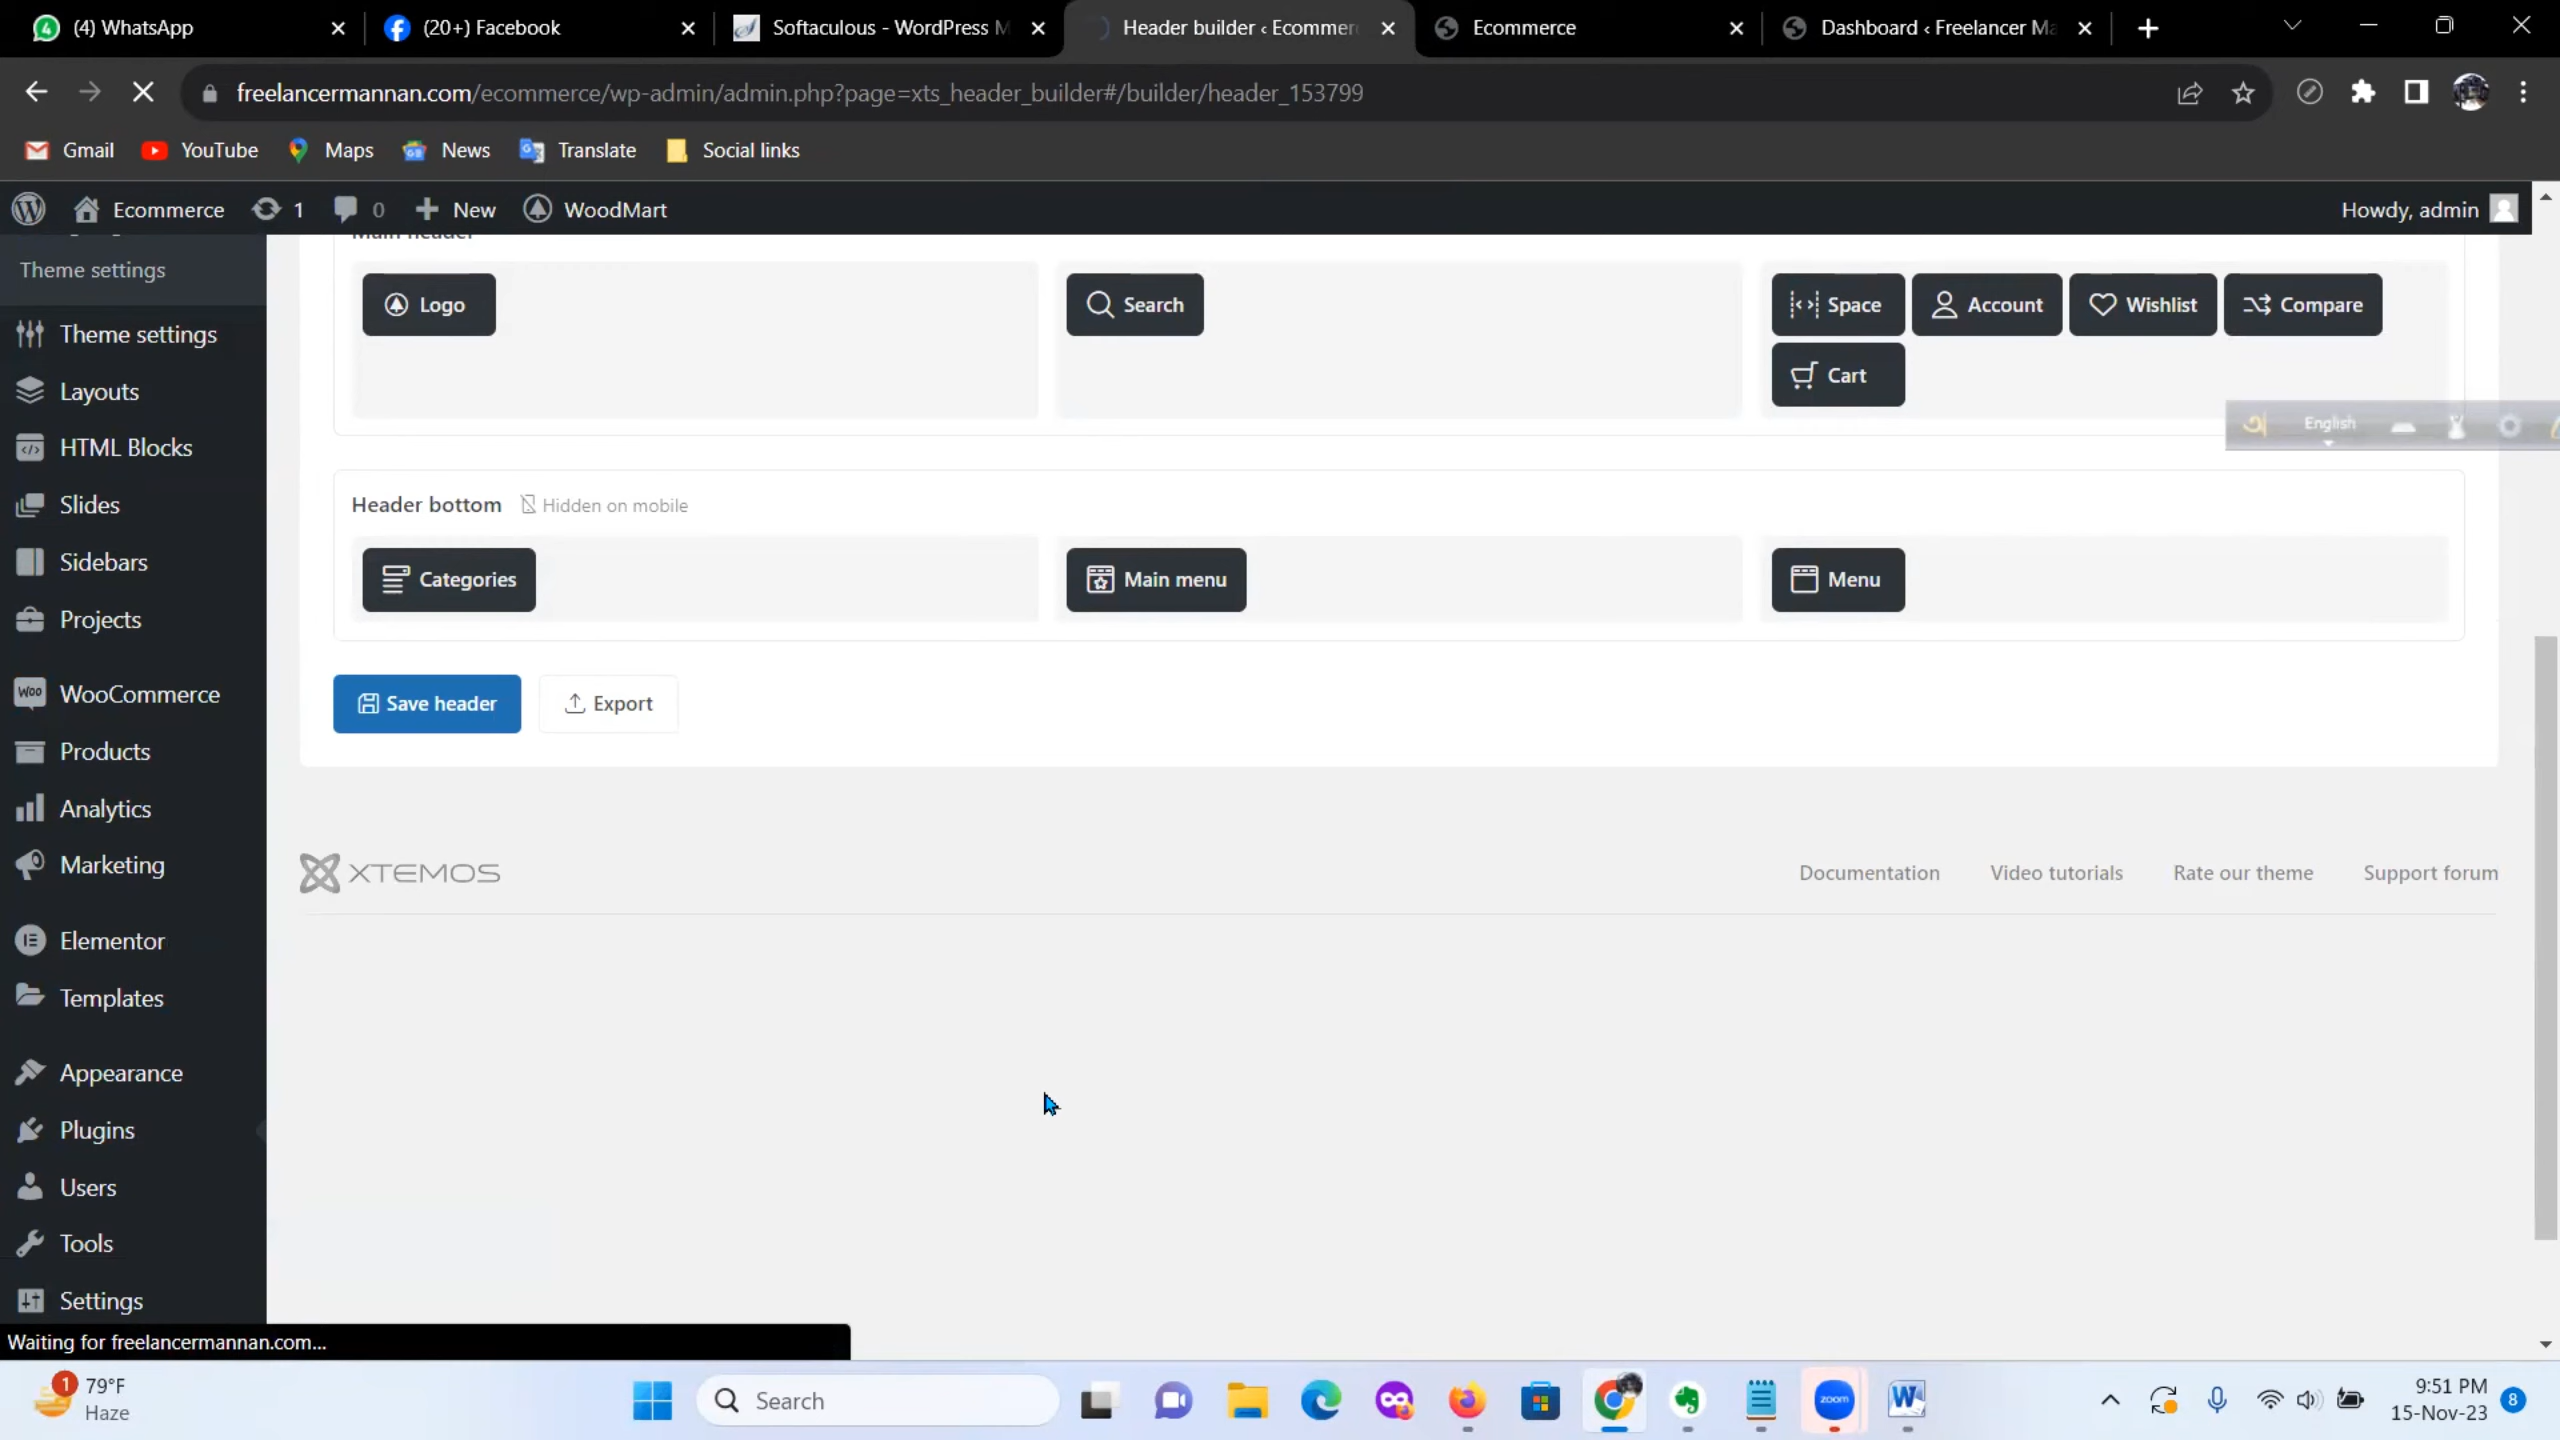 (4) WhatsApp
(20+) Facebook
Softaculous - WordPress M
Header builder ‹ Ecommer
Ecommerce
Dashboard ‹ Freelancer Ma
freelancermannan.com/ecommerce/wp-admin/admin.php?page=xts_header_builder#/builder/header_153799
Gmail
YouTube
Maps
News
Translate
Social links
Ecommerce
1
0
New
WoodMart
Howdy, admin
Theme settings
Main header
Logo
Search
Space
Account
Wishlist
Compare
Cart
English
Theme settings
Layouts
HTML Blocks
Slides
Sidebars
Projects
WooCommerce
Products
Analytics
Marketing
Elementor
Templates
Appearance
Plugins
Users
Tools
Settings
Header bottom
Hidden on mobile
Categories
Main menu
Menu
Save header
Export
XTEMOS
Documentation
Video tutorials
Rate our theme
Support forum
Waiting for freelancermannan.com...
1
79°F
Haze
Search
zoom
9:51 PM
15-Nov-23
8